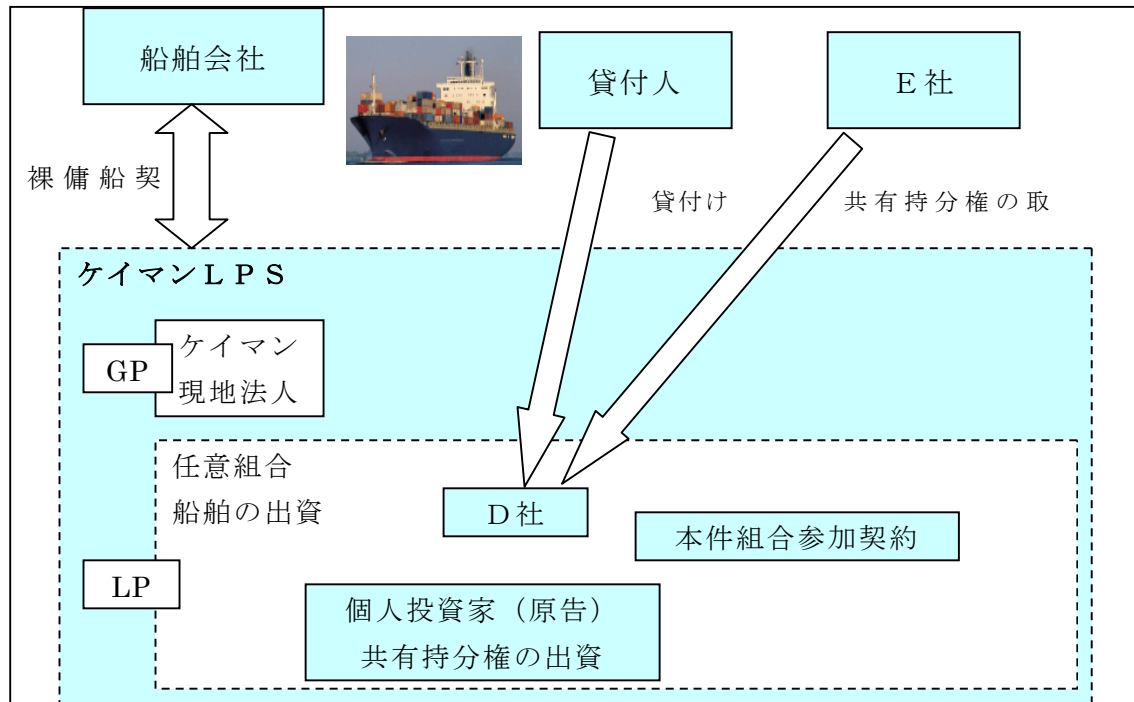 船舶会社
貸付人
E社
裸傭船契
貸付け
共有持分権の取
ケイマンLPS
GP
ケイマン
現地法人
任意組合
船舶の出資
D社
本件組合参加契約
LP
個人投資家（原告）
共有持分権の出資